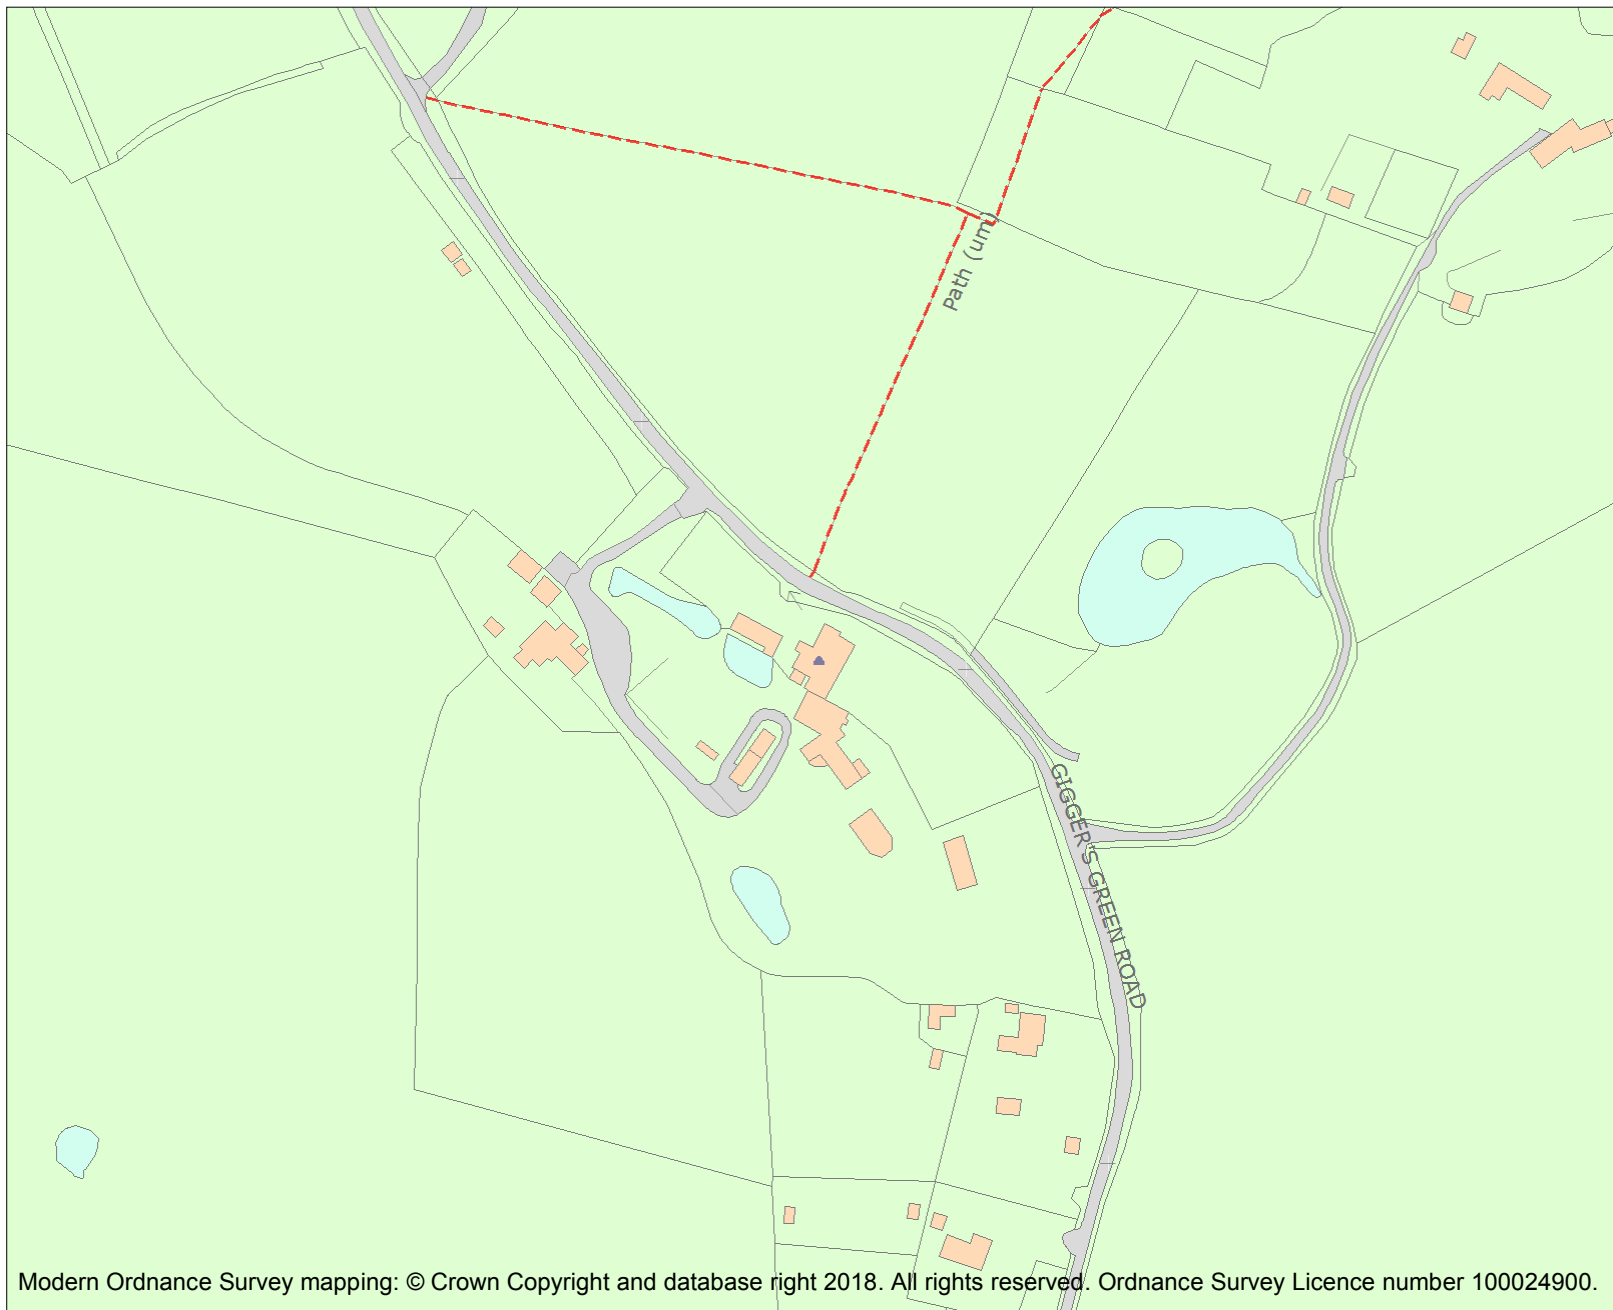 Path (um)
GIGGER'S GREEN ROAD
Modern Ordnance Survey mapping: © Crown Copyright and database right 2018. All rights reserved. Ordnance Survey Licence number 100024900.